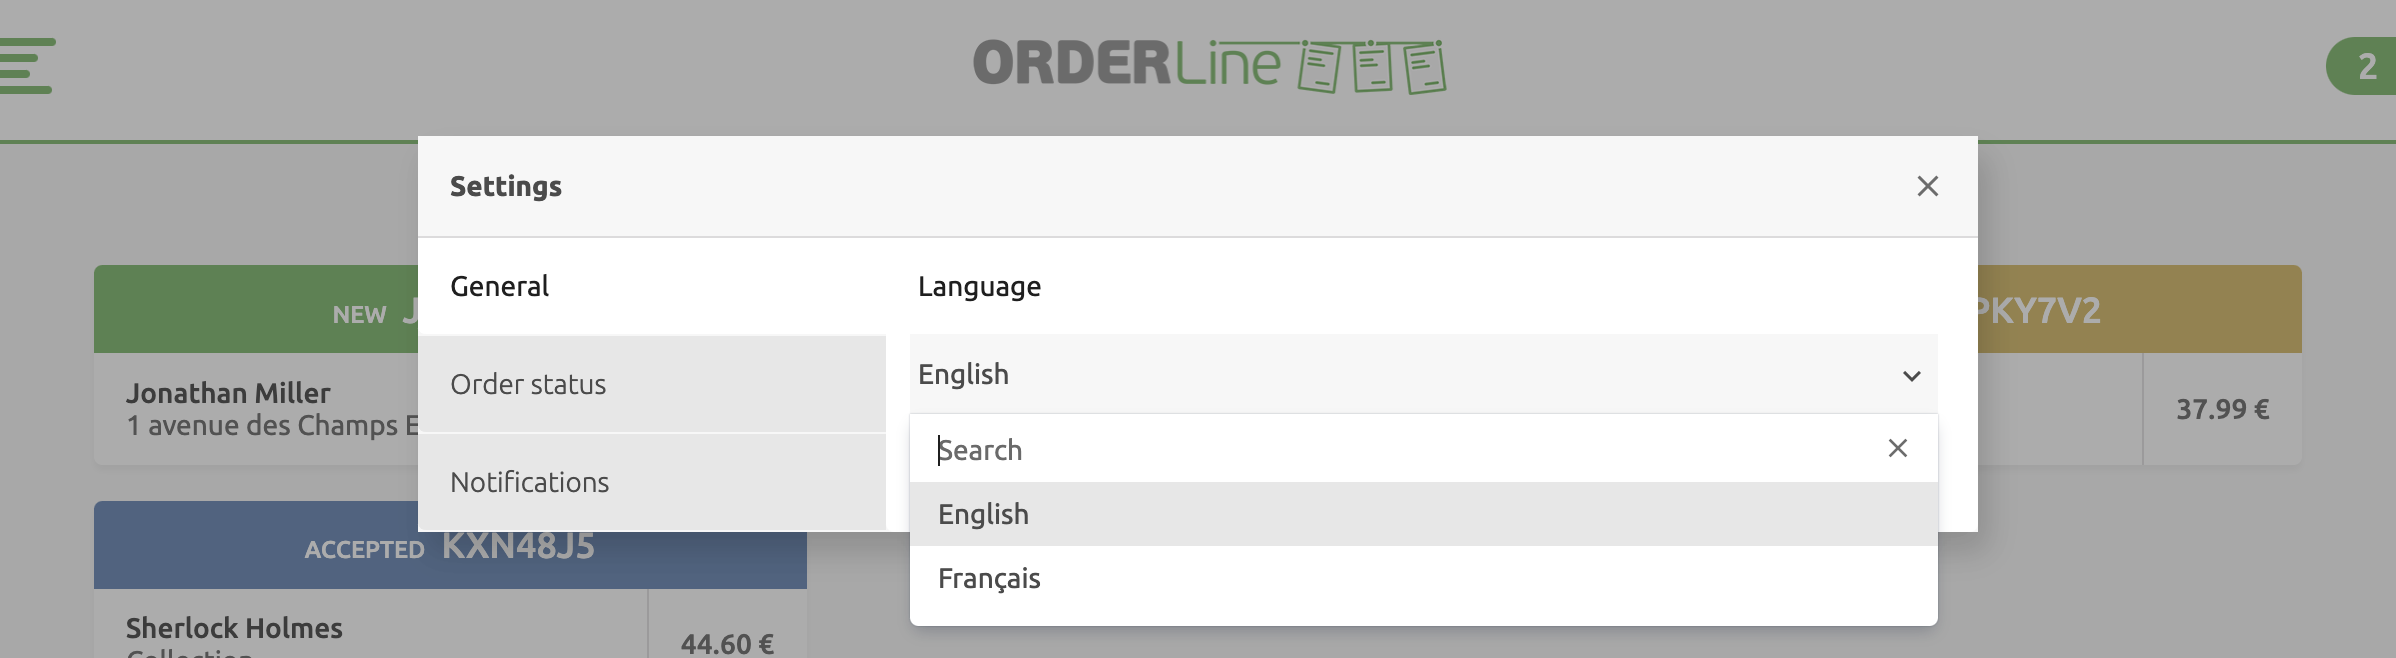 ORDERLine
2
Settings
General
Language
Order status
English
Notifications
Search
English
Français
NEW
Jonathan Miller
1 avenue des Champs
PKY7V2
37.99 €
ACCEPTED KXN48J5
Sherlock Holmes
Collection
44.60 €